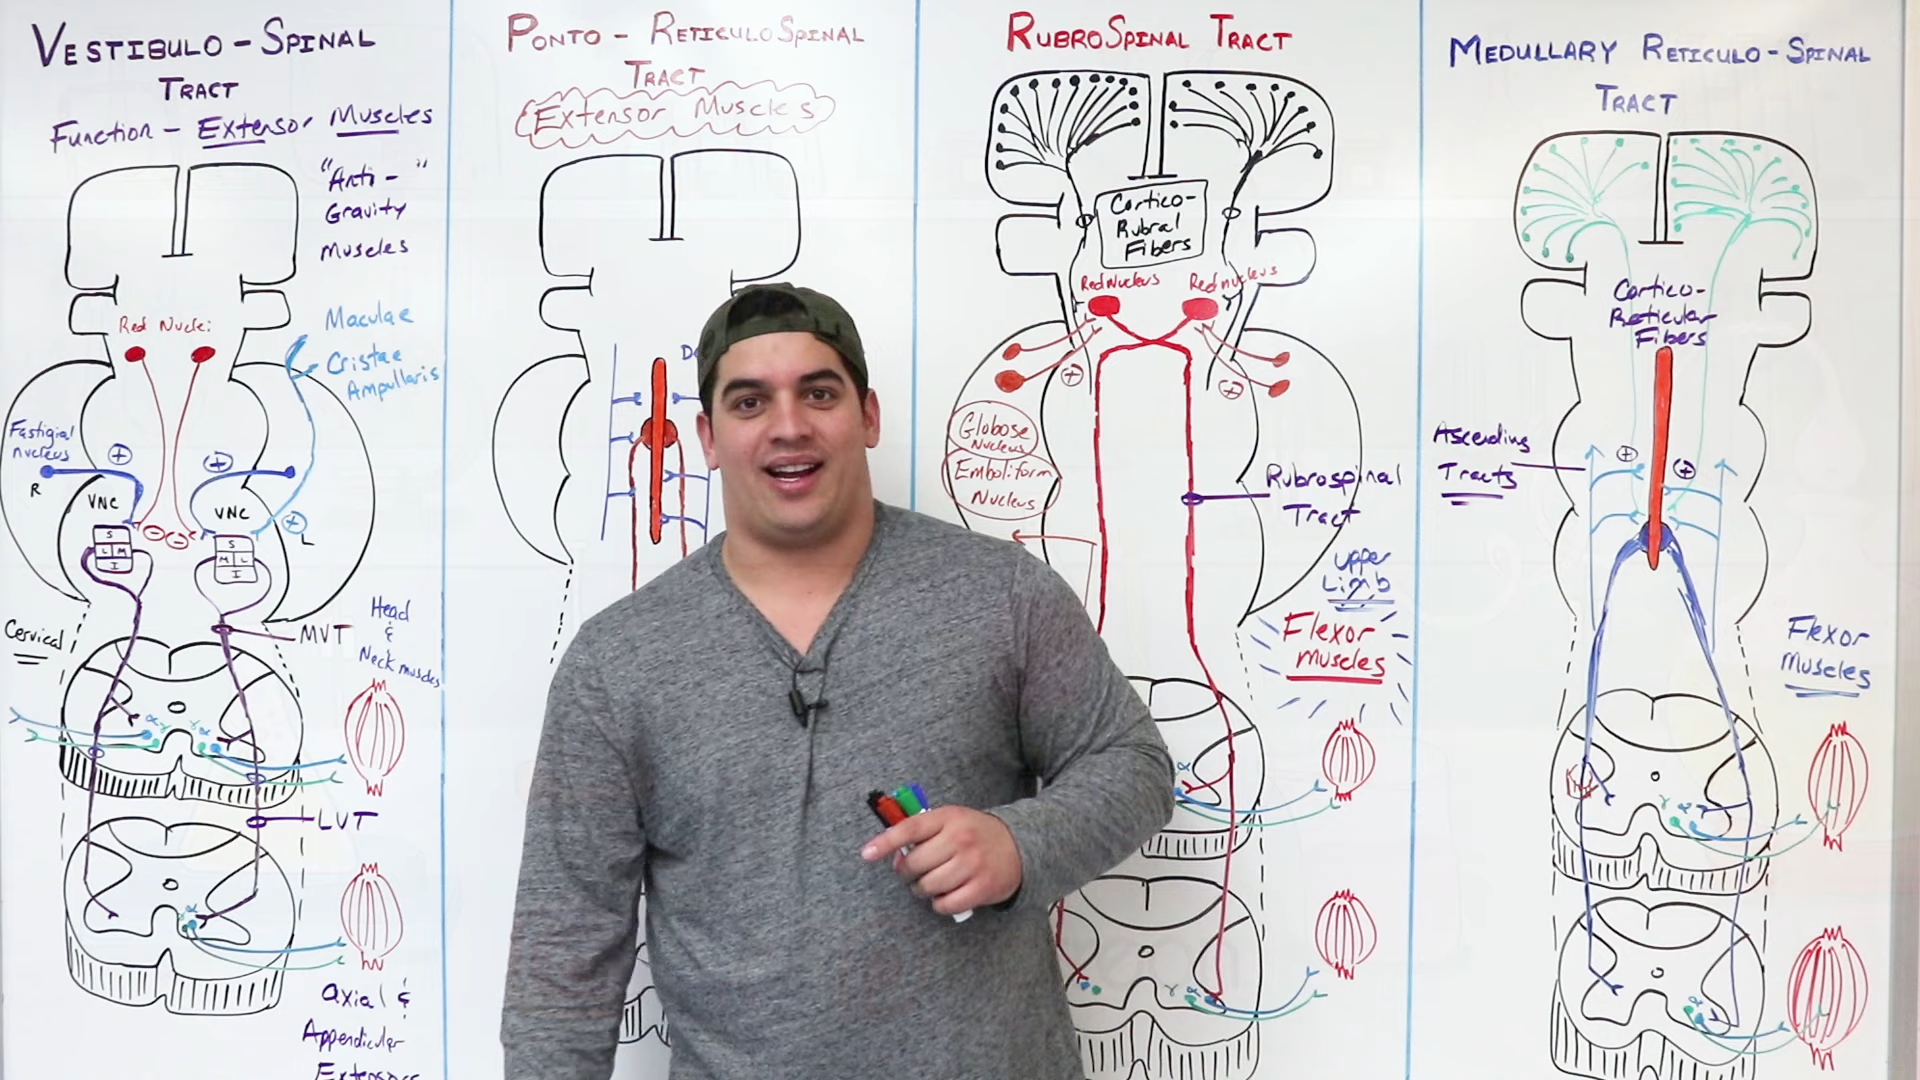 VESTIBULO-SPINAL
TRACT
Function - Extensor Muscles
"Anti-"
Gravity
Muscles
Red Nuclei
Maculae
Cristae
Ampullaris
Fastigial
nucleus
R
+
+
VNC
VNC
+
L
S
L M
I
S
M L
I
Cervical
MVT
Head
&
Neck muscles
α γ
γ α
LVT
γ α
Axial &
Appendicular
Extensors
PONTO-RETICULOSPINAL
TRACT
Extensor Muscles
RUBROSPINAL TRACT
Cortico-
Rubral
Fibers
Red Nucleus
Red nucleus
+
+
Globose
Nucleus
Emboliform
Nucleus
Rubrospinal
Tract
Upper
Limb
Flexor
Muscles
α
α
γ α
MEDULLARY RETICULO-SPINAL
TRACT
Cortico-
Reticular
Fibers
Ascending
Tracts
+
+
Flexor
Muscles
γ α
α